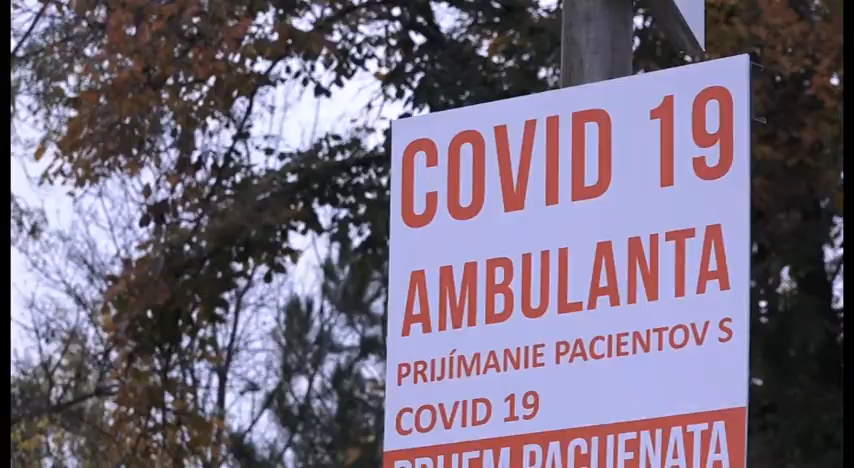 COVID 19
AMBULANTA
PRIJÍMANIE PACIENTOV S
COVID 19
PRIJEM PACIJENATA